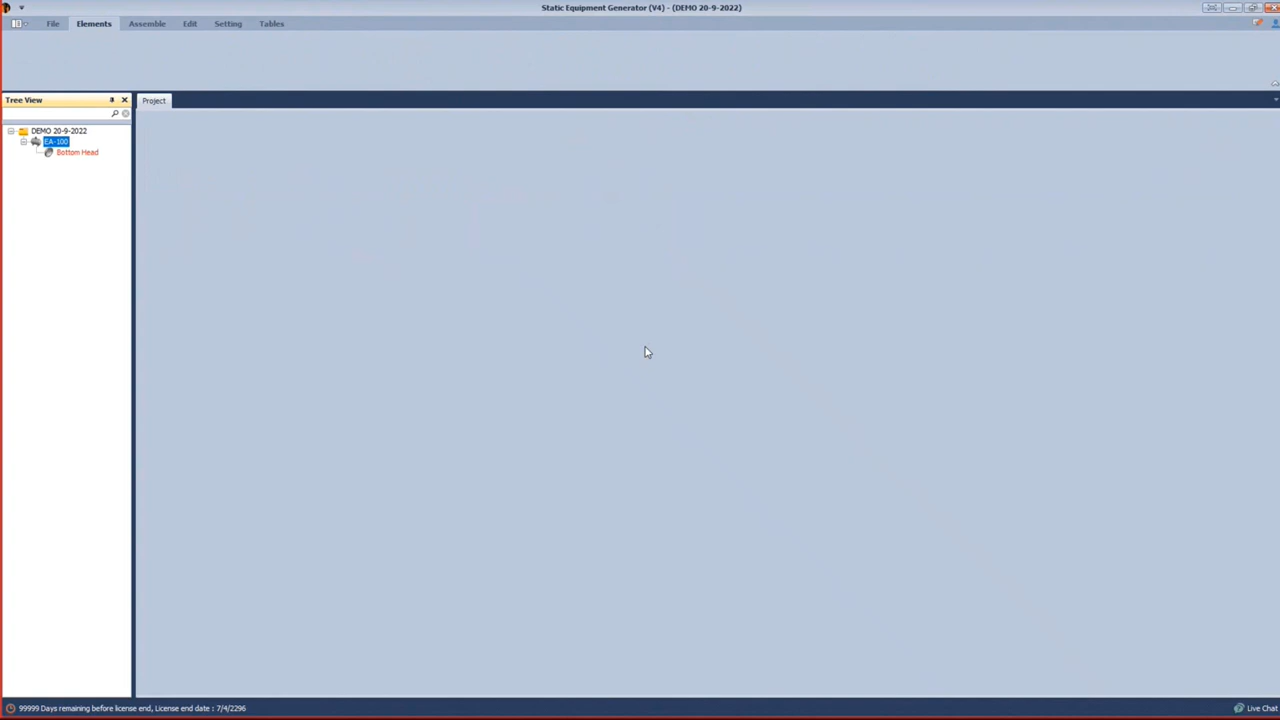 Static Equipment Generator (V4) - (DEMO 20-9-2022)
File Elements Assemble Edit Setting Tables
Tree View
Project
DEMO 20-9-2022
EA-100
Bottom Head
99999 Days remaining before license end, License end date : 7/4/2296
Live Chat